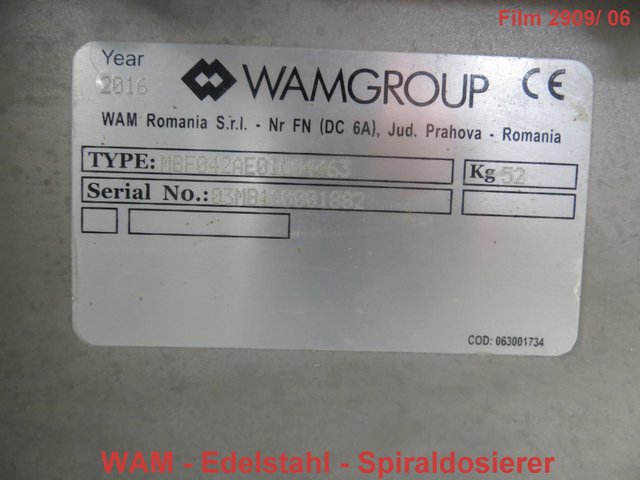 Film 2909/ 06
Year
2016
WAMGROUP CE
WAM Romania S.r.l. - Nr FN (DC 6A), Jud. Prahova - Romania
TYPE: Kg 52
Serial No.:
COD: 063001734
WAM - Edelstahl - Spiraldosierer